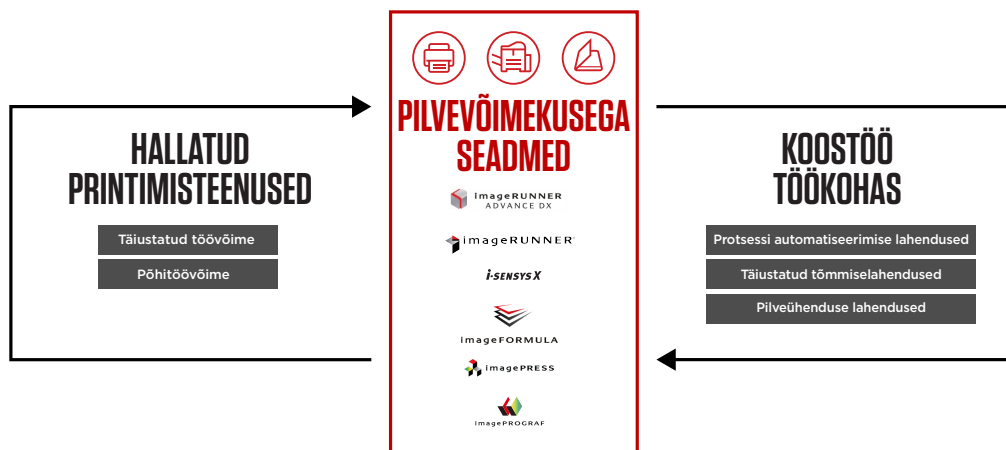 HALLATUD
PRINTIMISTEENUSED
Täiustatud töövõime
Põhitöövõime
PILVEVÕIMEKUSEGA
SEADMED
imageRUNNER
ADVANCE DX
imageRUNNER
i-SENSYS X
imageFORMULA
imagePRESS
imagePROGRAF
KOOSTÖÖ
TÖÖKOHAS
Protsessi automatiseerimise lahendused
Täiustatud tõmmiselahendused
Pilveühenduse lahendused